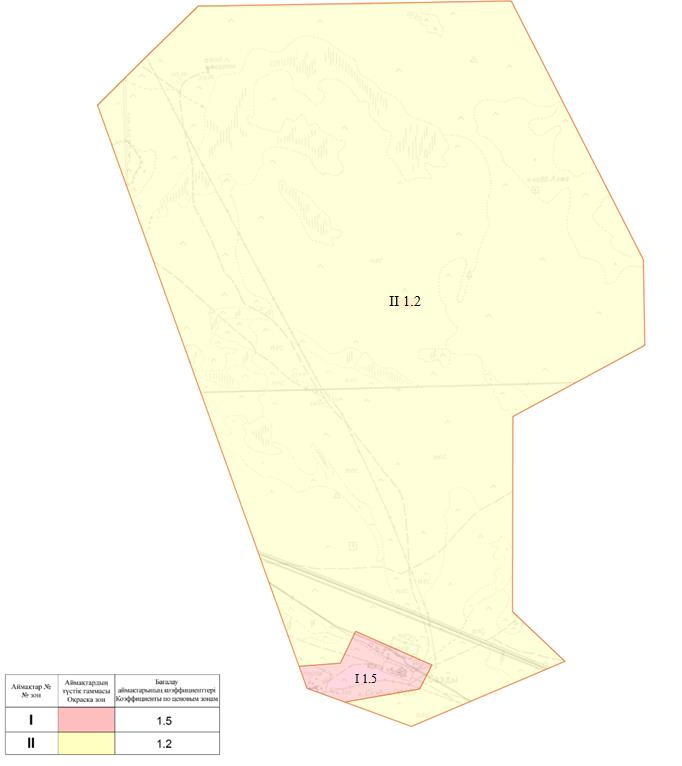 II 1.2
I 1.5
Аймақтар №
№ зон
Аймақтардың
түстік гаммасы
Окраска зон
Бағалау
аймақтарының коэффициенттері
Коэффициенты по ценовым зонам
I
1.5
II
1.2